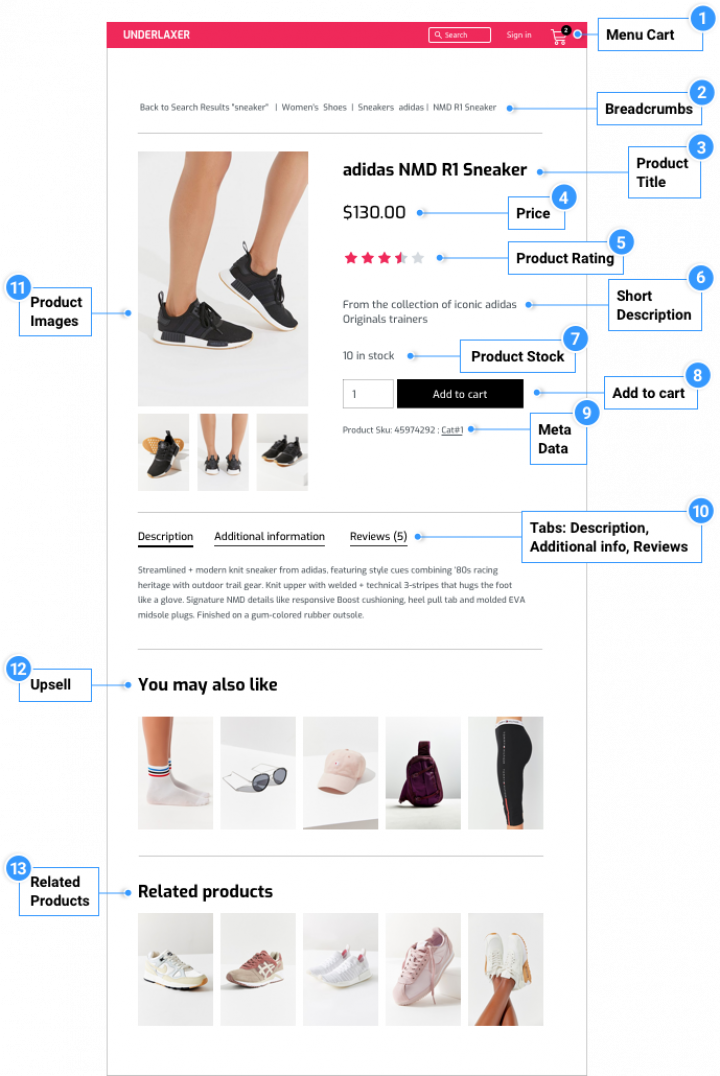 UNDERLAXER
Search
Sign in
2
1
Menu Cart
Back to Search Results "sneaker" | Women's Shoes | Sneakers adidas | NMD R1 Sneaker
2
Breadcrumbs
adidas NMD R1 Sneaker
3
Product
Title
$130.00
4
Price
5
Product Rating
From the collection of iconic adidas
Originals trainers
6
Short
Description
11
Product
Images
10 in stock
7
Product Stock
1
Add to cart
8
Add to cart
Product Sku: 45974292 : Cat#1
9
Meta
Data
Description
Additional information
Reviews (5)
10
Tabs: Description,
Additional info, Reviews
Streamlined + modern knit sneaker from adidas, featuring style cues combining '80s racing
heritage with outdoor trail gear. Knit upper with welded + technical 3-stripes that hugs the foot
like a glove. Signature NMD details like responsive Boost cushioning, heel pull tab and molded EVA
midsole plugs. Finished on a gum-colored rubber outsole.
12
Upsell
You may also like
13
Related
Products
Related products